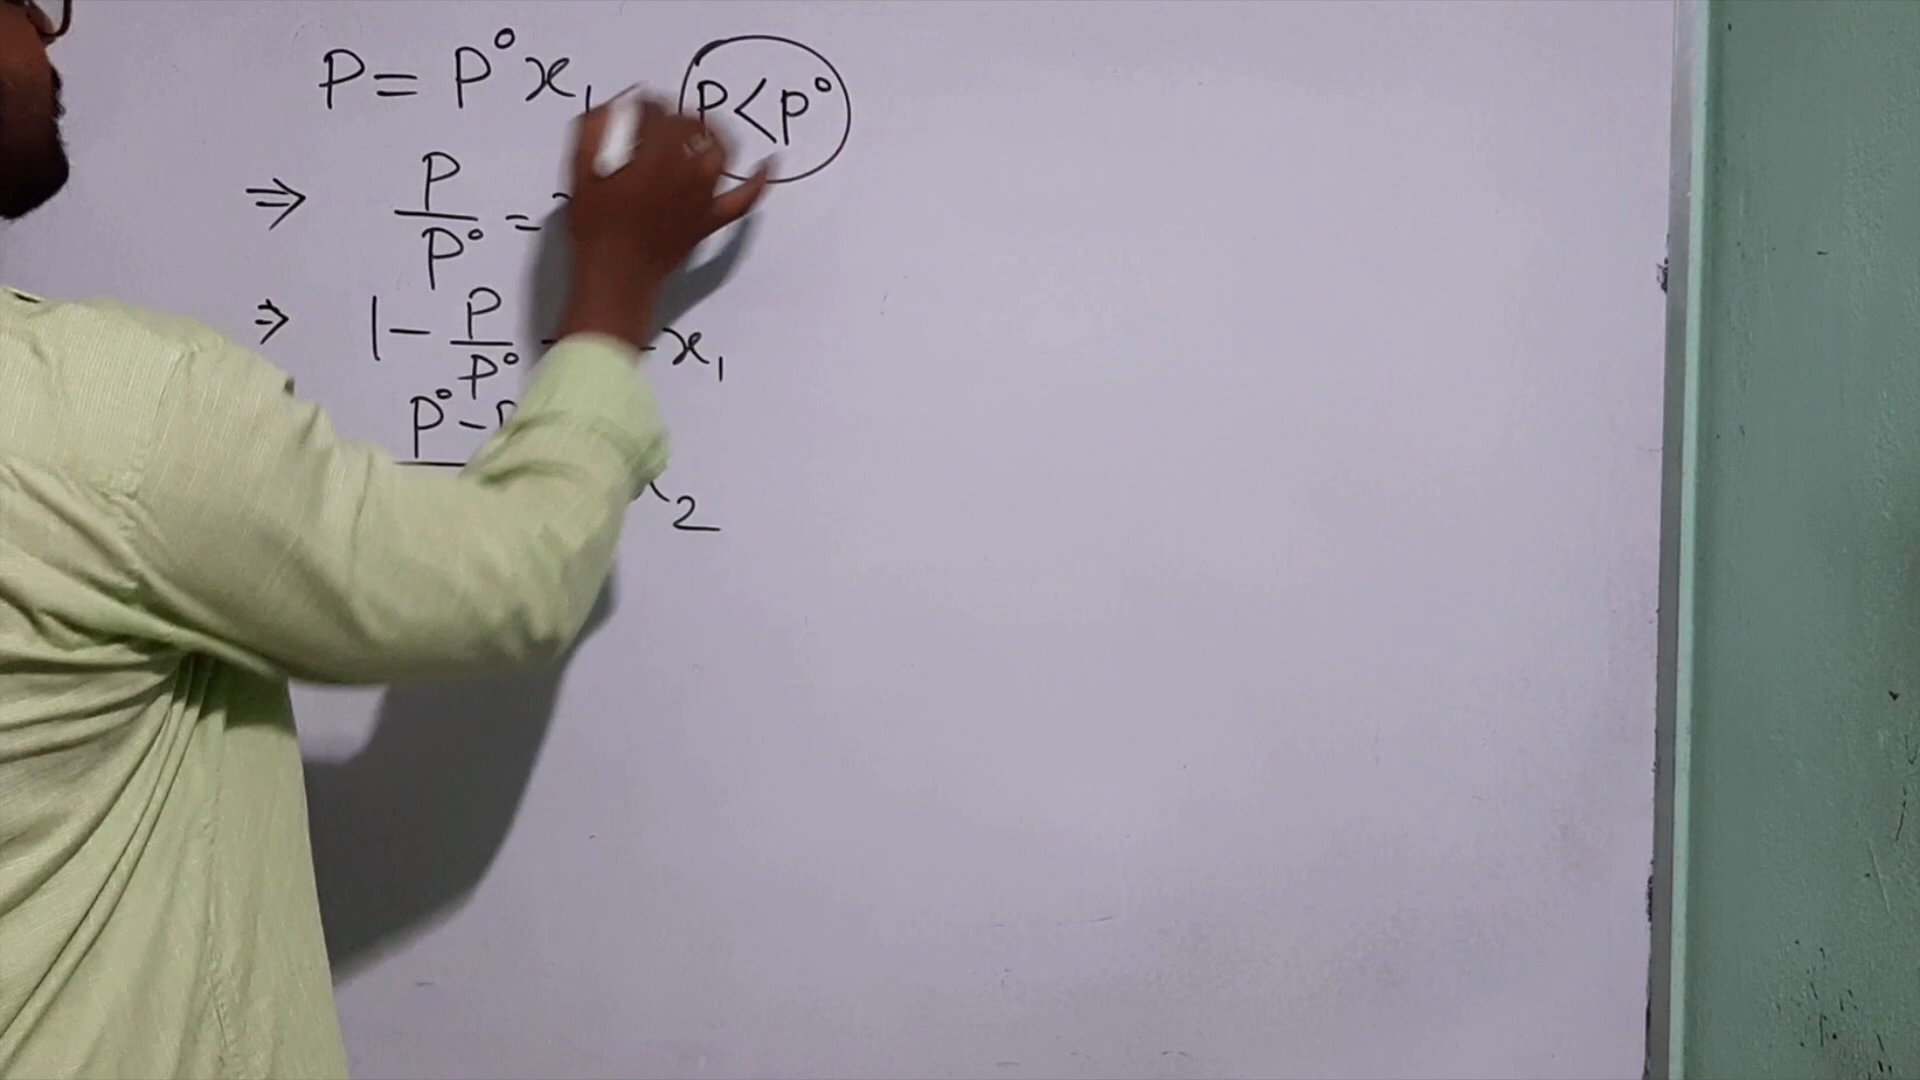 P = P° x₁ P < P°
⇒ P/P° =
⇒ 1 - P/P° - x₁
P° -
₂